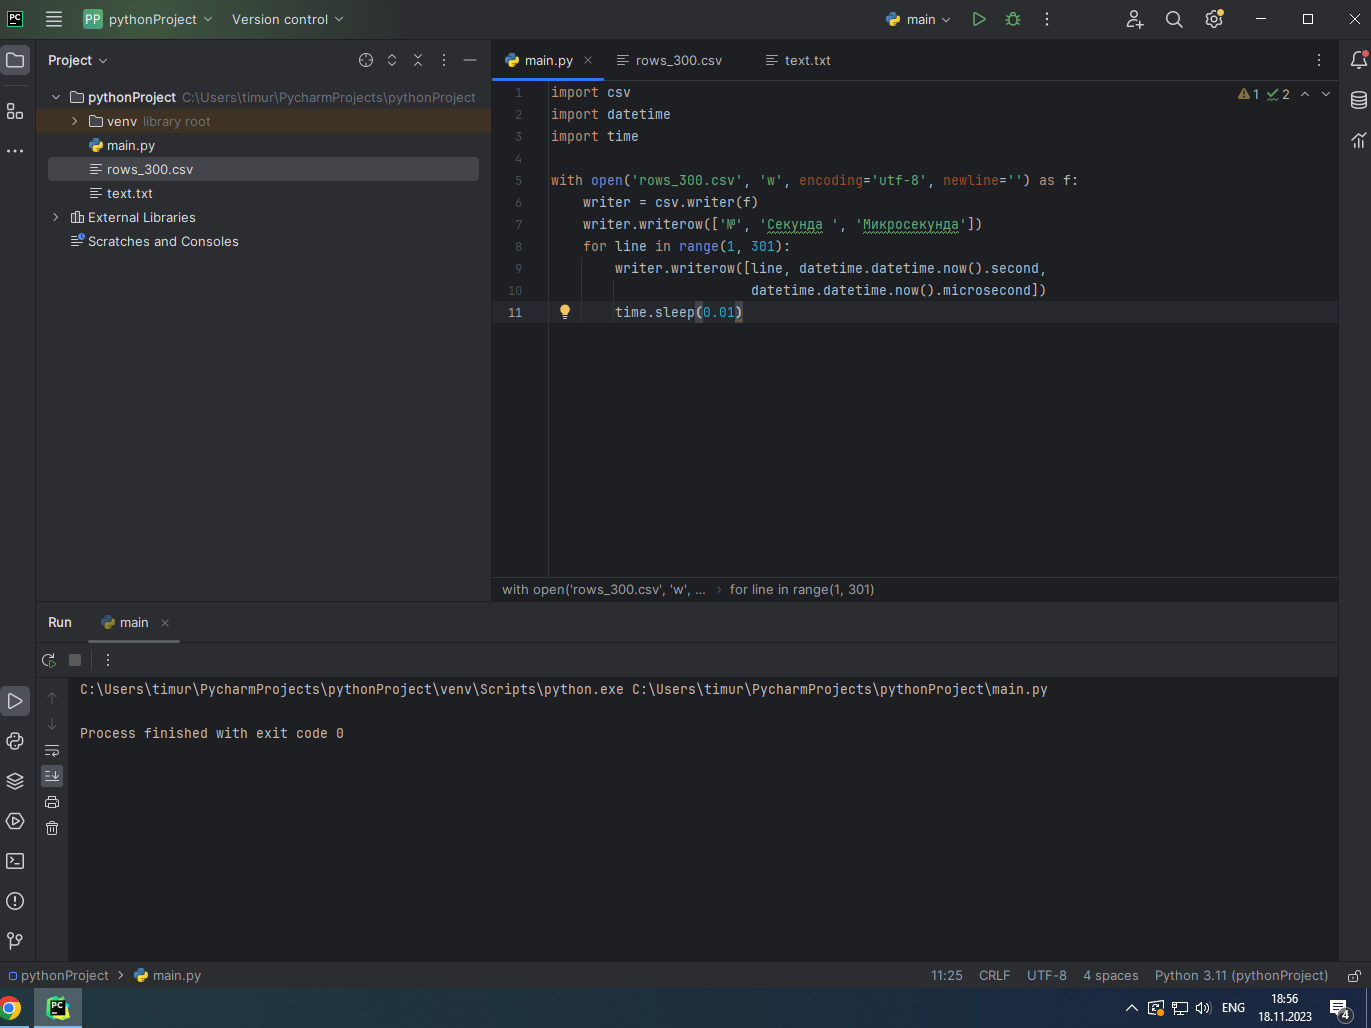 PC
PP pythonProject Version control main
Project
main.py rows_300.csv text.txt
pythonProject C:\Users\timur\PycharmProjects\pythonProject
venv library root
main.py
rows_300.csv
text.txt
External Libraries
Scratches and Consoles
1 import csv 1 2
2 import datetime
3 import time
4
5 with open('rows_300.csv', 'w', encoding='utf-8', newline='') as f:
6 writer = csv.writer(f)
7 writer.writerow(['№', 'Секунда ', 'Микросекунда'])
8 for line in range(1, 301):
9 writer.writerow([line, datetime.datetime.now().second,
10 datetime.datetime.now().microsecond])
11 time.sleep(0.01)
with open('rows_300.csv', 'w', ... › for line in range(1, 301)
Run main
C:\Users\timur\PycharmProjects\pythonProject\venv\Scripts\python.exe C:\Users\timur\PycharmProjects\pythonProject\main.py
Process finished with exit code 0
pythonProject > main.py 11:25 CRLF UTF-8 4 spaces Python 3.11 (pythonProject)
PC
ENG
18:56
18.11.2023
4